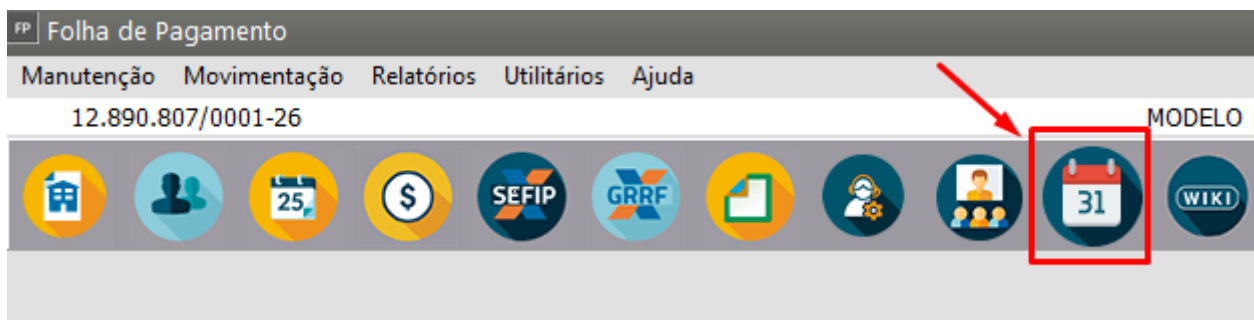 FP Folha de Pagamento
Manutenção Movimentação Relatórios Utilitários Ajuda
12.890.807/0001-26 MODELO
25 $ SEFIP GRRF 31 WIKI